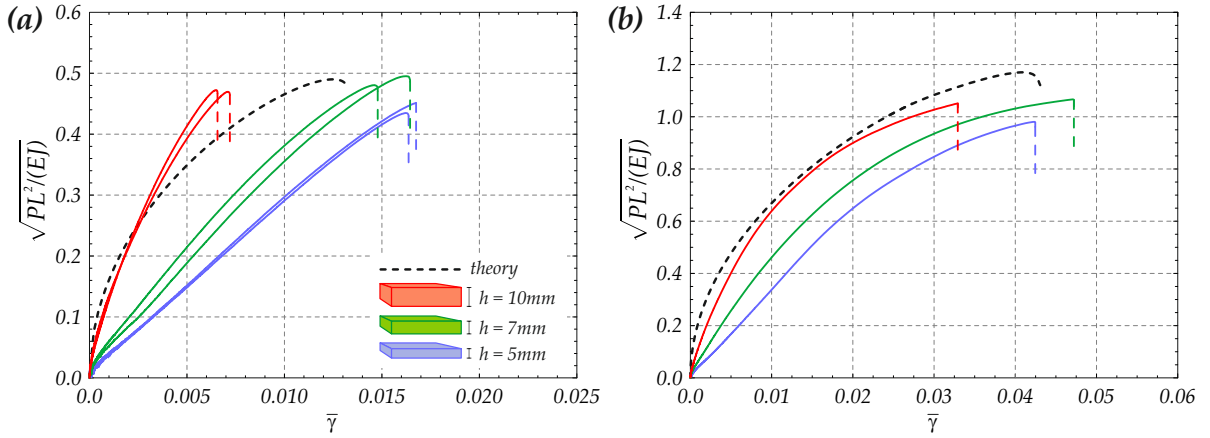 (a)
0.6
0.5
0.4
0.3
0.2
0.1
0.0
√PL²/(EJ)
0.0 0.005 0.010 0.015 0.020 0.025
γ̅
theory
h = 10mm
h = 7mm
h = 5mm
(b)
1.4
1.2
1.0
0.8
0.6
0.4
0.2
0.0
√PL²/(EJ)
0.0 0.01 0.02 0.03 0.04 0.05 0.06
γ̅